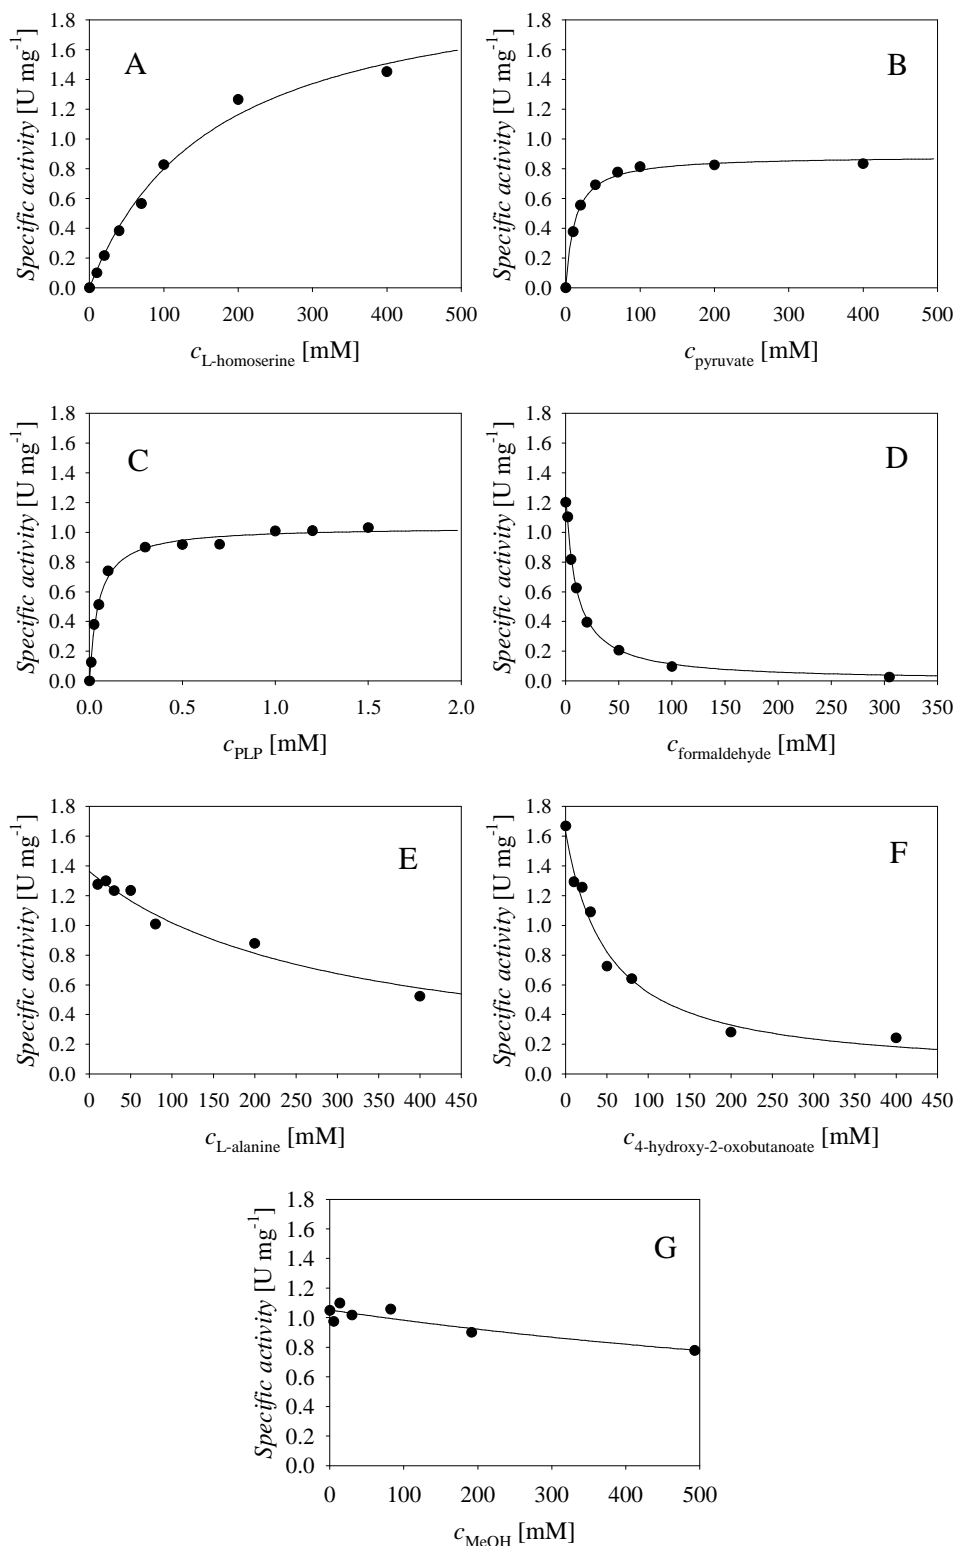 A
Specific activity [U mg-1]
1.8
1.6
1.4
1.2
1.0
0.8
0.6
0.4
0.2
0.0
0 100 200 300 400 500
cL-homoserine [mM]
B
Specific activity [U mg-1]
1.8
1.6
1.4
1.2
1.0
0.8
0.6
0.4
0.2
0.0
0 100 200 300 400 500
cpyruvate [mM]
C
Specific activity [U mg-1]
1.8
1.6
1.4
1.2
1.0
0.8
0.6
0.4
0.2
0.0
0.0 0.5 1.0 1.5 2.0
cPLP [mM]
D
Specific activity [U mg-1]
1.8
1.6
1.4
1.2
1.0
0.8
0.6
0.4
0.2
0.0
0 50 100 150 200 250 300 350
cformaldehyde [mM]
E
Specific activity [U mg-1]
1.8
1.6
1.4
1.2
1.0
0.8
0.6
0.4
0.2
0.0
0 50 100 150 200 250 300 350 400 450
cL-alanine [mM]
F
Specific activity [U mg-1]
1.8
1.6
1.4
1.2
1.0
0.8
0.6
0.4
0.2
0.0
0 50 100 150 200 250 300 350 400 450
c4-hydroxy-2-oxobutanoate [mM]
G
Specific activity [U mg-1]
1.8
1.6
1.4
1.2
1.0
0.8
0.6
0.4
0.2
0.0
0 100 200 300 400 500
cMeOH [mM]